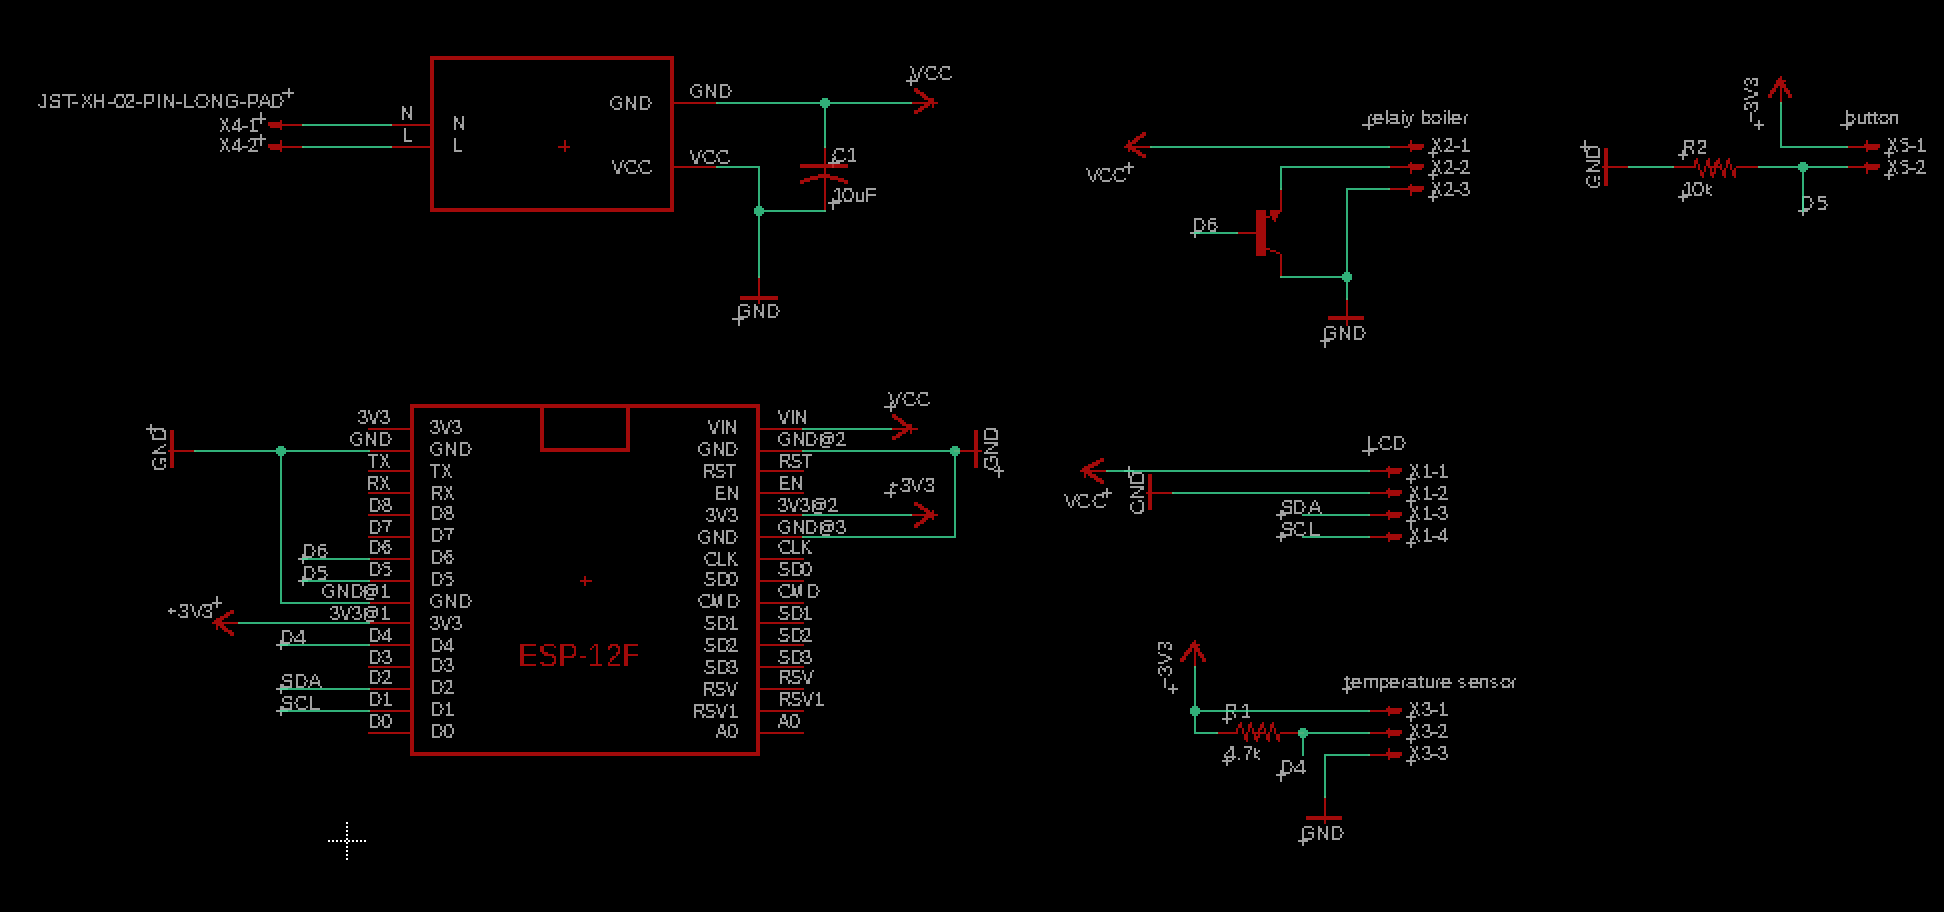 JST-XH-02-PIN-LONG-PAD
X4-1
X4-2
N
L
N
L
GND
VCC
GND
VCC
VCC
C1
10uF
GND
relaiy boiler
VCC
X2-1
X2-2
X2-3
D6
GND
+3V3
button
GND
R2
10k
X5-1
X5-2
D5
GND
3V3
GND
TX
RX
D8
D7
D6
D5
GND@1
3V3@1
D4
D3
D2
D1
D0
D6
D5
+3V3
D4
SDA
SCL
3V3
GND
TX
RX
D8
D7
D6
D5
GND
3V3
D4
D3
D2
D1
D0
ESP-12F
VIN
GND
RST
EN
3V3
GND
CLK
SD0
CMD
SD1
SD2
SD3
RSV
RSV1
A0
VIN
GND@2
RST
EN
3V3@2
GND@3
CLK
SD0
CMD
SD1
SD2
SD3
RSV
RSV1
A0
VCC
GND
+3V3
LCD
VCC
GND
SDA
SCL
X1-1
X1-2
X1-3
X1-4
+3V3
temperature sensor
R1
4.7k
D4
X3-1
X3-2
X3-3
GND